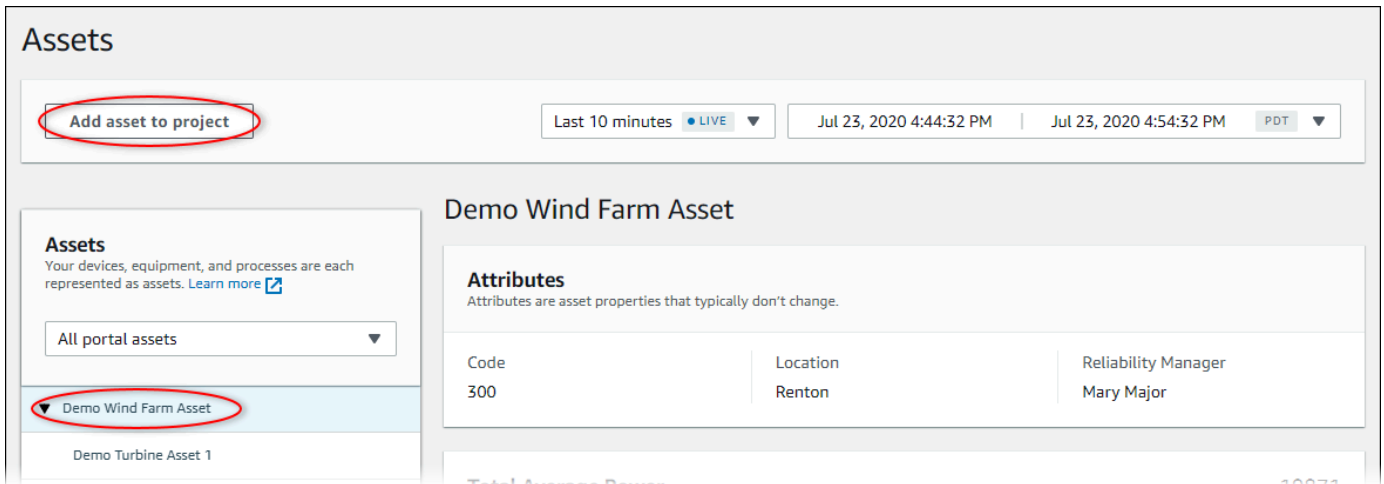 Assets
Add asset to project
Last 10 minutes LIVE
Jul 23, 2020 4:44:32 PM
Jul 23, 2020 4:54:32 PM PDT
Assets
Your devices, equipment, and processes are each
represented as assets. Learn more
All portal assets
Demo Wind Farm Asset
Demo Turbine Asset 1
Demo Wind Farm Asset
Attributes
Attributes are asset properties that typically don't change.
Code
300
Location
Renton
Reliability Manager
Mary Major
Total Average Power